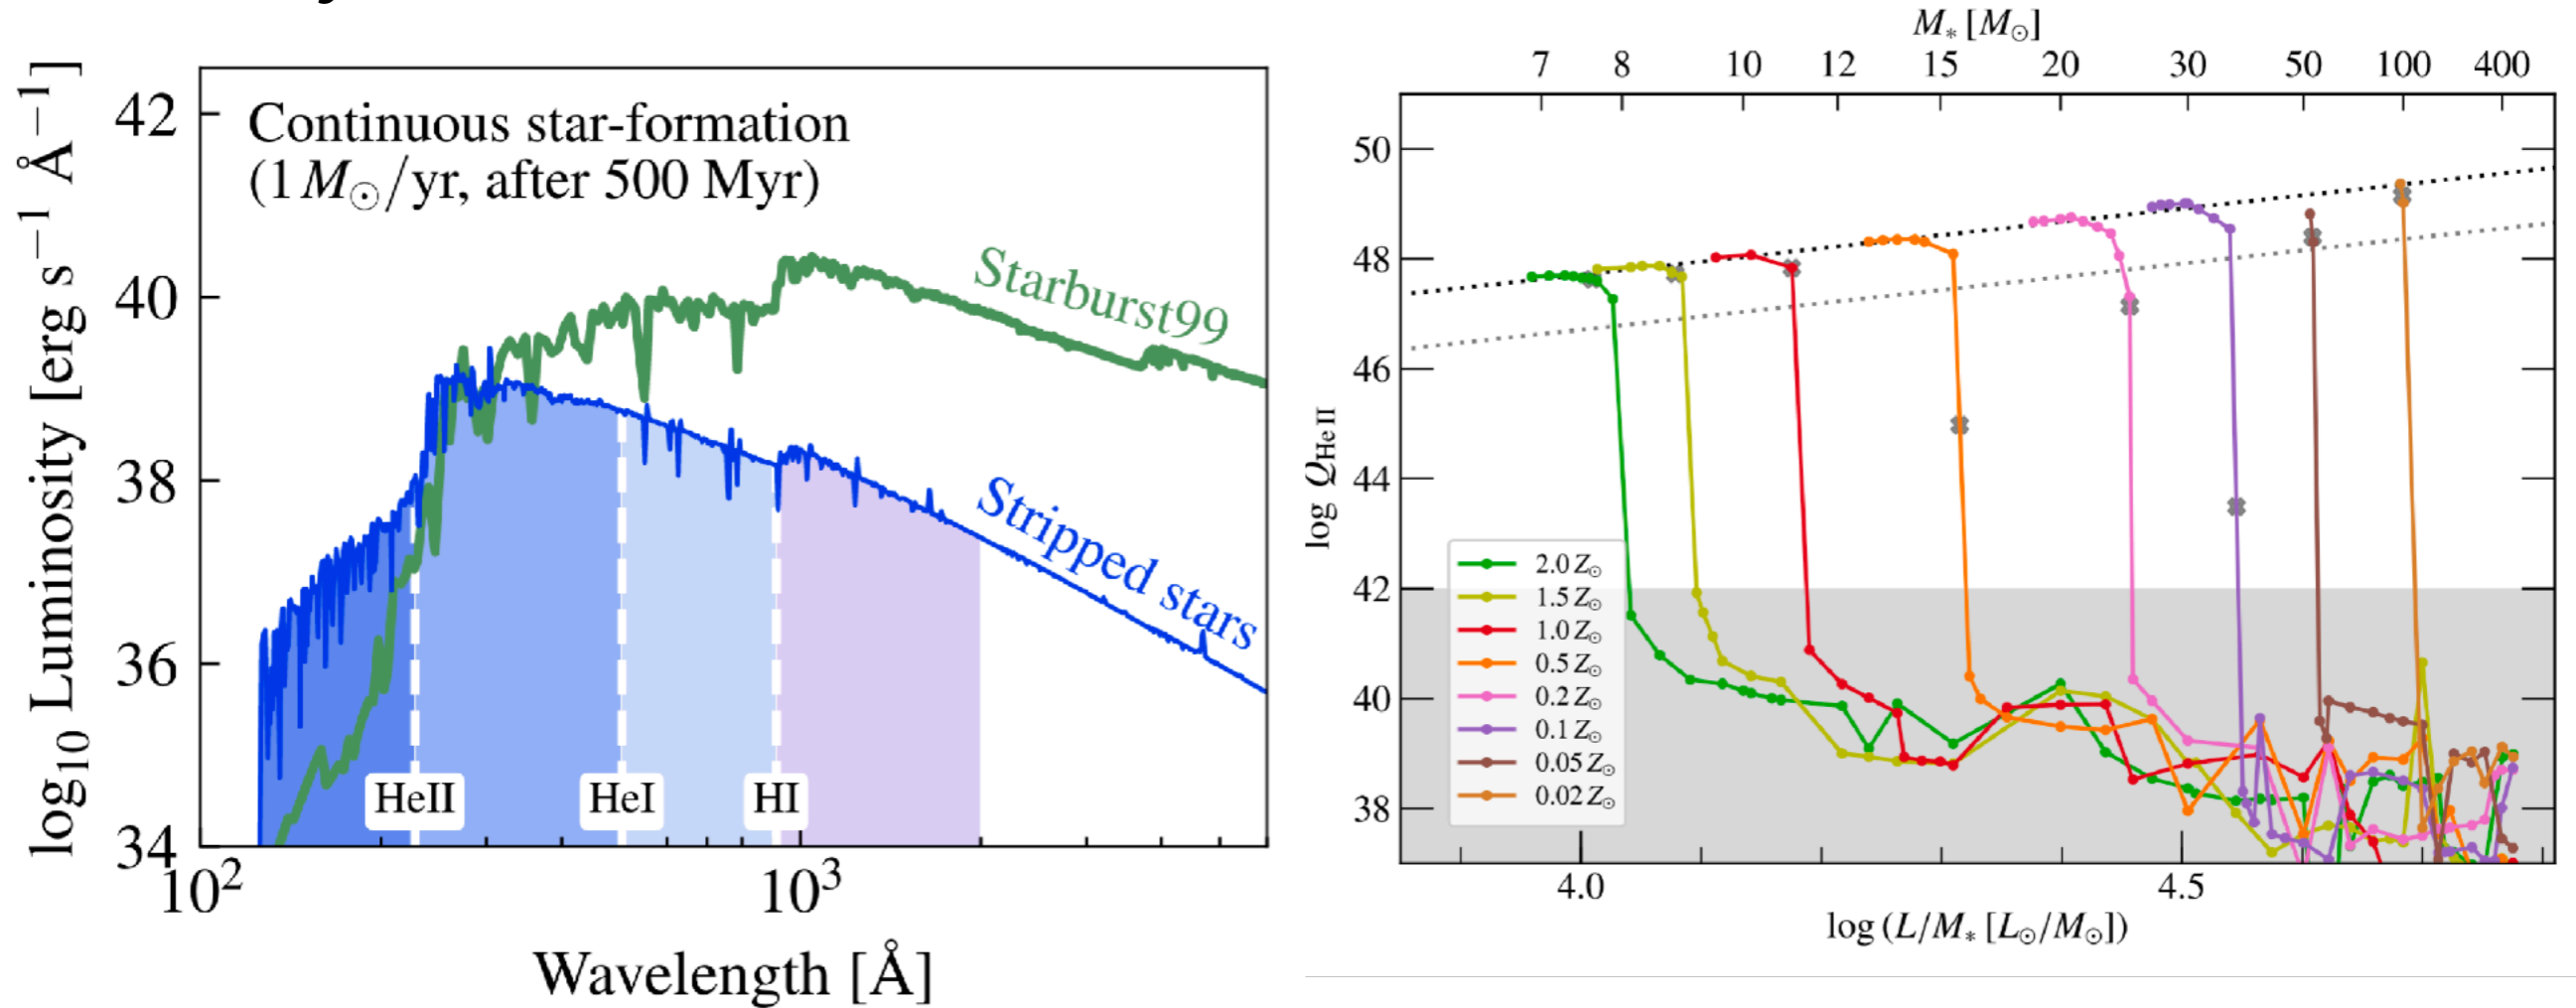 log₁₀ Luminosity [erg s⁻¹ Å⁻¹]
42
40
38
36
34
Continuous star-formation
(1 M☉/yr, after 500 Myr)
Starburst99
Stripped stars
HeII
HeI
HI
10²
10³
Wavelength [Å]
M* [M☉]
7 8 10 12 15 20 30 50 100 400
log Q_He II
50
48
46
44
42
40
38
2.0 Z☉
1.5 Z☉
1.0 Z☉
0.5 Z☉
0.2 Z☉
0.1 Z☉
0.05 Z☉
0.02 Z☉
4.0 4.5
log (L/M* [L☉/M☉])